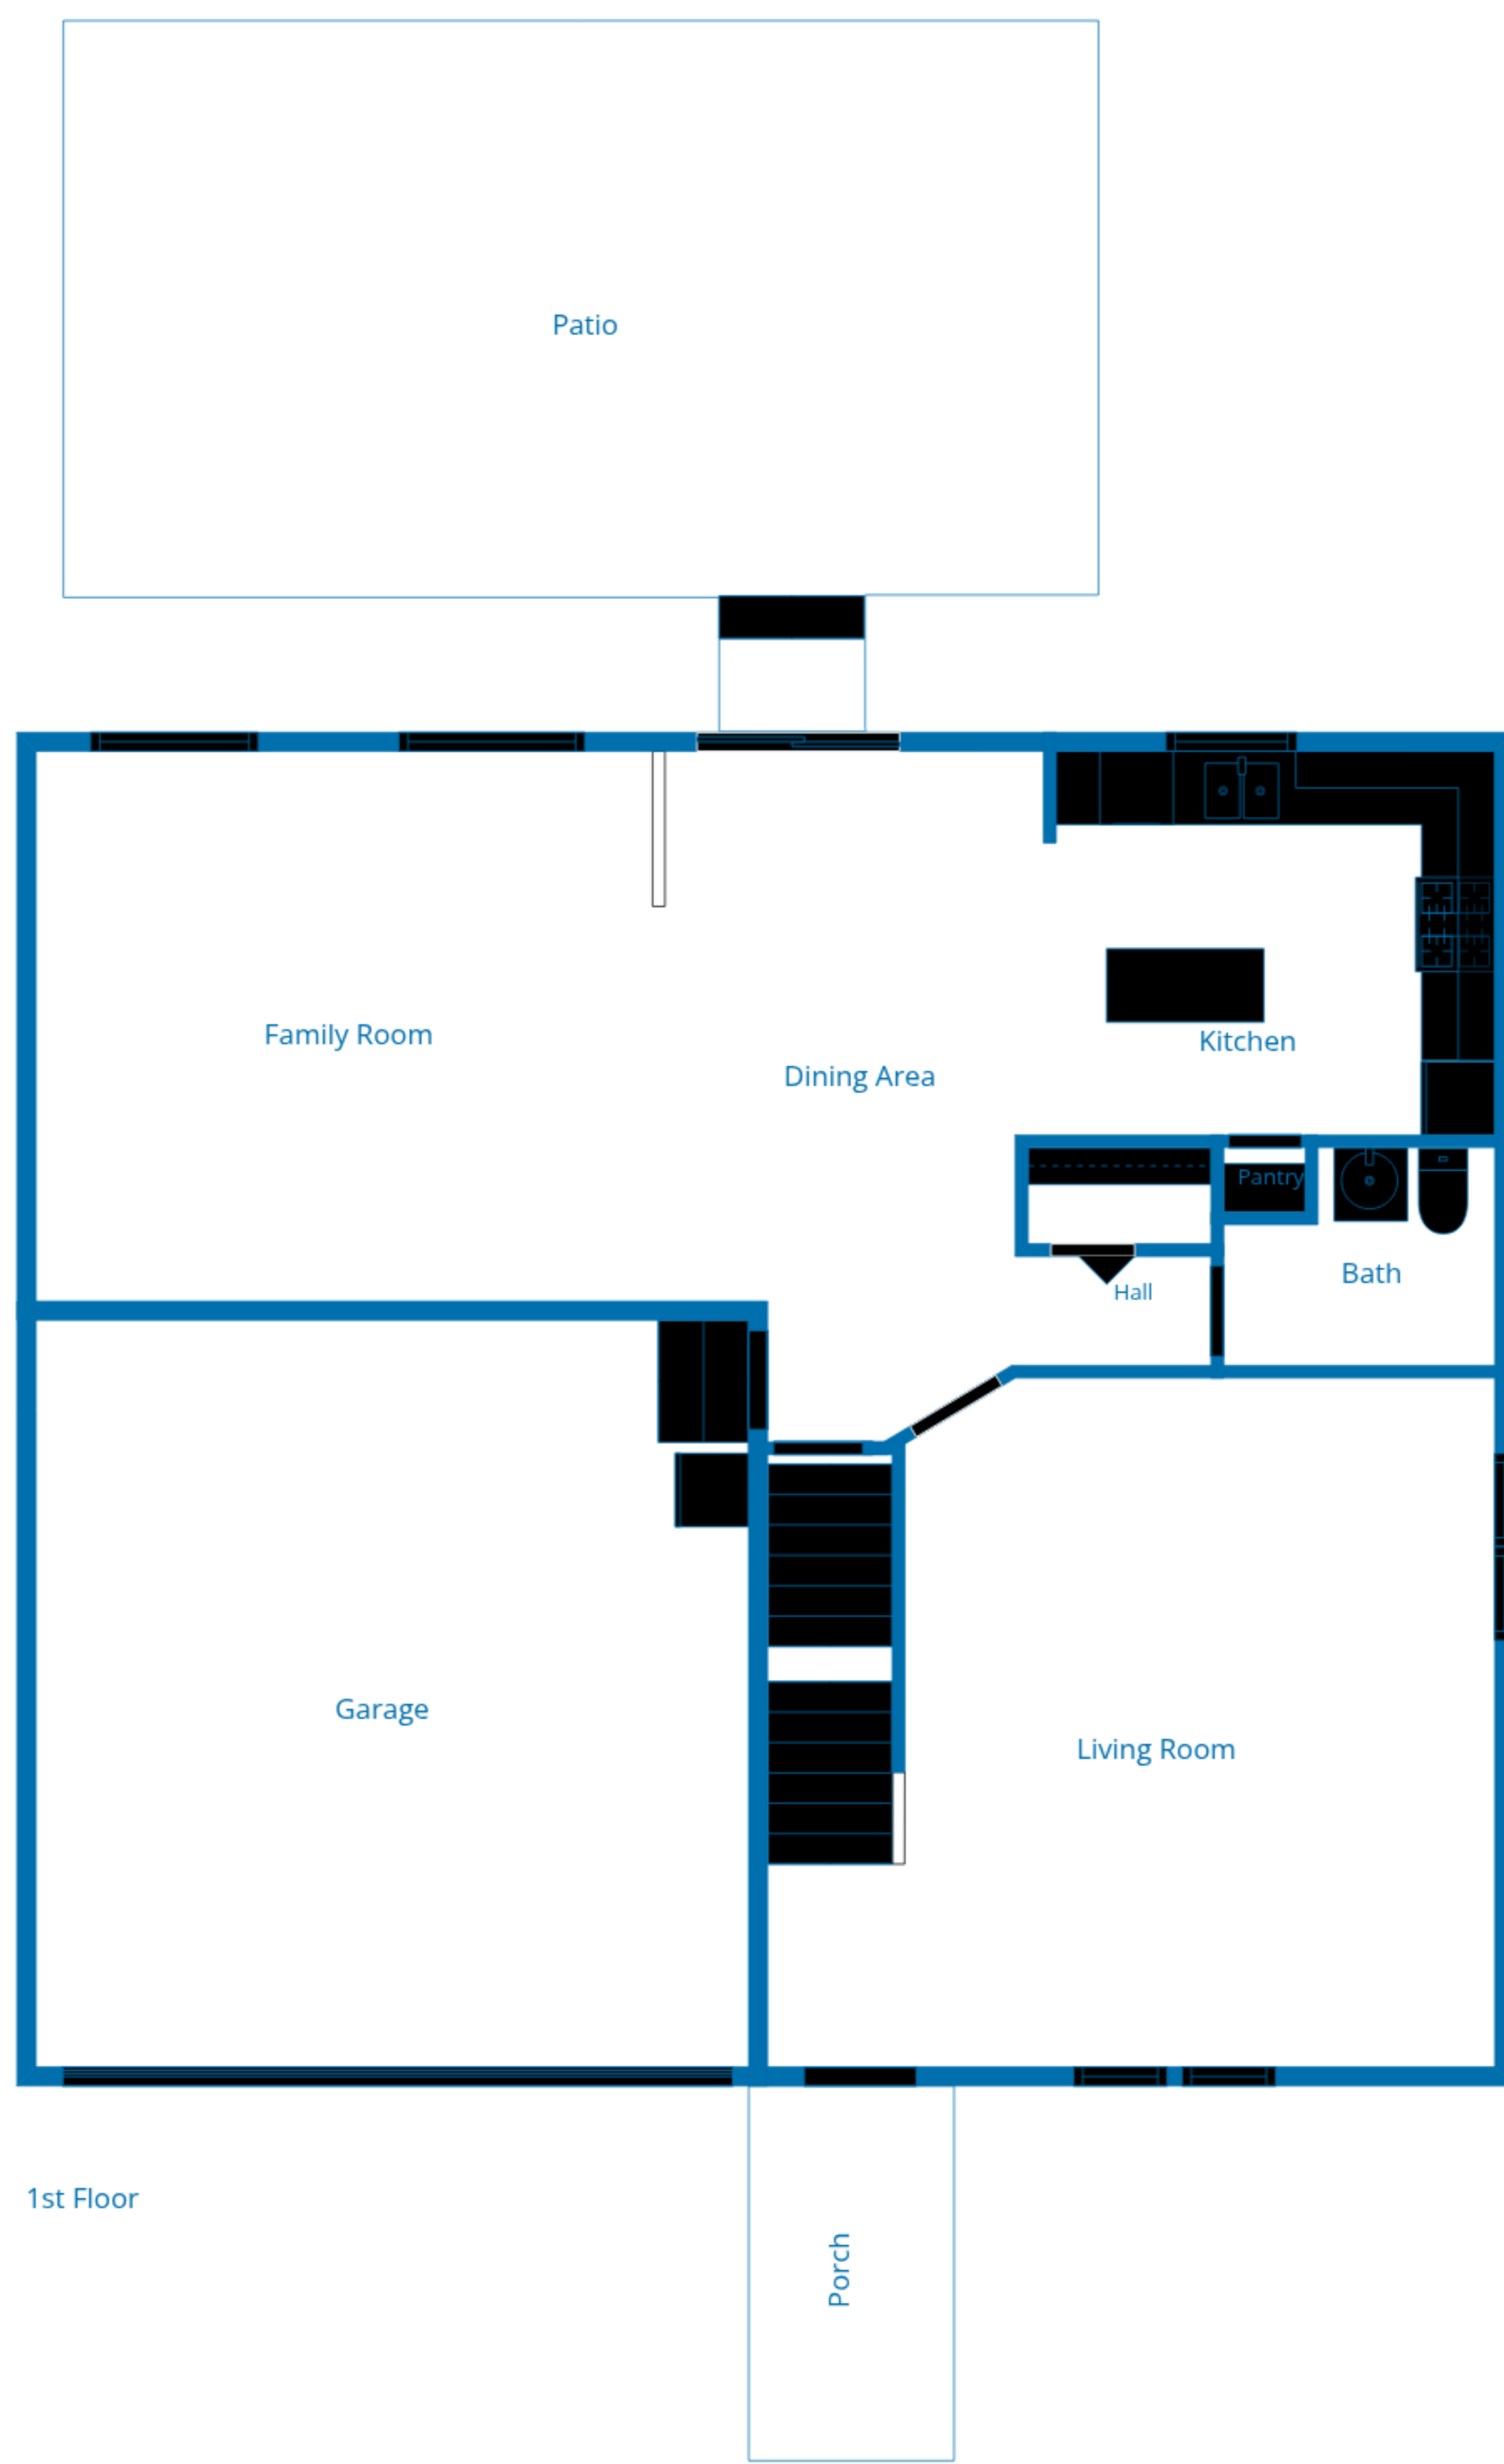 Patio
Family Room
Kitchen
Dining Area
Pantry
Bath
Hall
Garage
Living Room
1st Floor
Porch